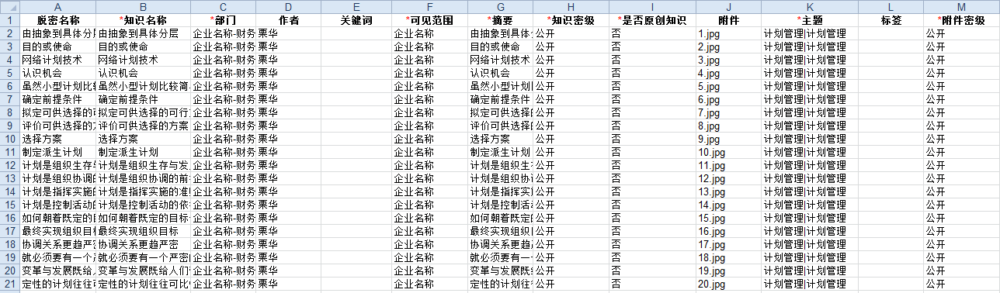 A B C D E F G H I J K L M
1 脱密名称 *知识名称 *部门 作者 关键词 *可见范围 *摘要 *知识密级 *是否原创知识 附件 *主题 标签 *附件密级
2 由抽象到具体分层 由抽象到具体分层 企业名称-财务 栗华 企业名称 由抽象到具体 公开 否 1.jpg 计划管理|计划管理 公开
3 目的或使命 目的或使命 企业名称-财务 栗华 企业名称 目的或使命 公开 否 2.jpg 计划管理|计划管理 公开
4 网络计划技术 网络计划技术 企业名称-财务 栗华 企业名称 网络计划技术 公开 否 3.jpg 计划管理|计划管理 公开
5 认识机会 认识机会 企业名称-财务 栗华 企业名称 认识机会 公开 否 4.jpg 计划管理|计划管理 公开
6 虽然小型计划比较 虽然小型计划比较简 企业名称-财务 栗华 企业名称 虽然小型计划 公开 否 5.jpg 计划管理|计划管理 公开
7 确定前提条件 确定前提条件 企业名称-财务 栗华 企业名称 确定前提条件 公开 否 6.jpg 计划管理|计划管理 公开
8 拟定可供选择的 拟定可供选择的可行 企业名称-财务 栗华 企业名称 拟定可供选择 公开 否 7.jpg 计划管理|计划管理 公开
9 评价可供选择的 评价可供选择的方案 企业名称-财务 栗华 企业名称 评价可供选择 公开 否 8.jpg 计划管理|计划管理 公开
10 选择方案 选择方案 企业名称-财务 栗华 企业名称 选择方案 公开 否 9.jpg 计划管理|计划管理 公开
11 制定派生计划 制定派生计划 企业名称-财务 栗华 企业名称 制定派生计划 公开 否 10.jpg 计划管理|计划管理 公开
12 计划是组织生存与 计划是组织生存与发 企业名称-财务 栗华 企业名称 计划是组织生 公开 否 11.jpg 计划管理|计划管理 公开
13 计划是组织协调的 计划是组织协调的前 企业名称-财务 栗华 企业名称 计划是组织协 公开 否 12.jpg 计划管理|计划管理 公开
14 计划是指挥实施的 计划是指挥实施的准 企业名称-财务 栗华 企业名称 计划是指挥实 公开 否 13.jpg 计划管理|计划管理 公开
15 计划是控制活动的 计划是控制活动的依 企业名称-财务 栗华 企业名称 计划是控制活 公开 否 14.jpg 计划管理|计划管理 公开
16 如何朝着既定的 如何朝着既定的目标 企业名称-财务 栗华 企业名称 如何朝着既定 公开 否 15.jpg 计划管理|计划管理 公开
17 最终实现组织目标 最终实现组织目标 企业名称-财务 栗华 企业名称 最终实现组织 公开 否 16.jpg 计划管理|计划管理 公开
18 协调关系更趋严 协调关系更趋严密 企业名称-财务 栗华 企业名称 协调关系更趋 公开 否 17.jpg 计划管理|计划管理 公开
19 就必须要有一个 就必须要有一个严密 企业名称-财务 栗华 企业名称 就必须要有一 公开 否 18.jpg 计划管理|计划管理 公开
20 变革与发展既给 变革与发展既给人们 企业名称-财务 栗华 企业名称 变革与发展既 公开 否 19.jpg 计划管理|计划管理 公开
21 定性的计划往往 定性的计划往往可比 企业名称-财务 栗华 企业名称 定性的计划往 公开 否 20.jpg 计划管理|计划管理 公开